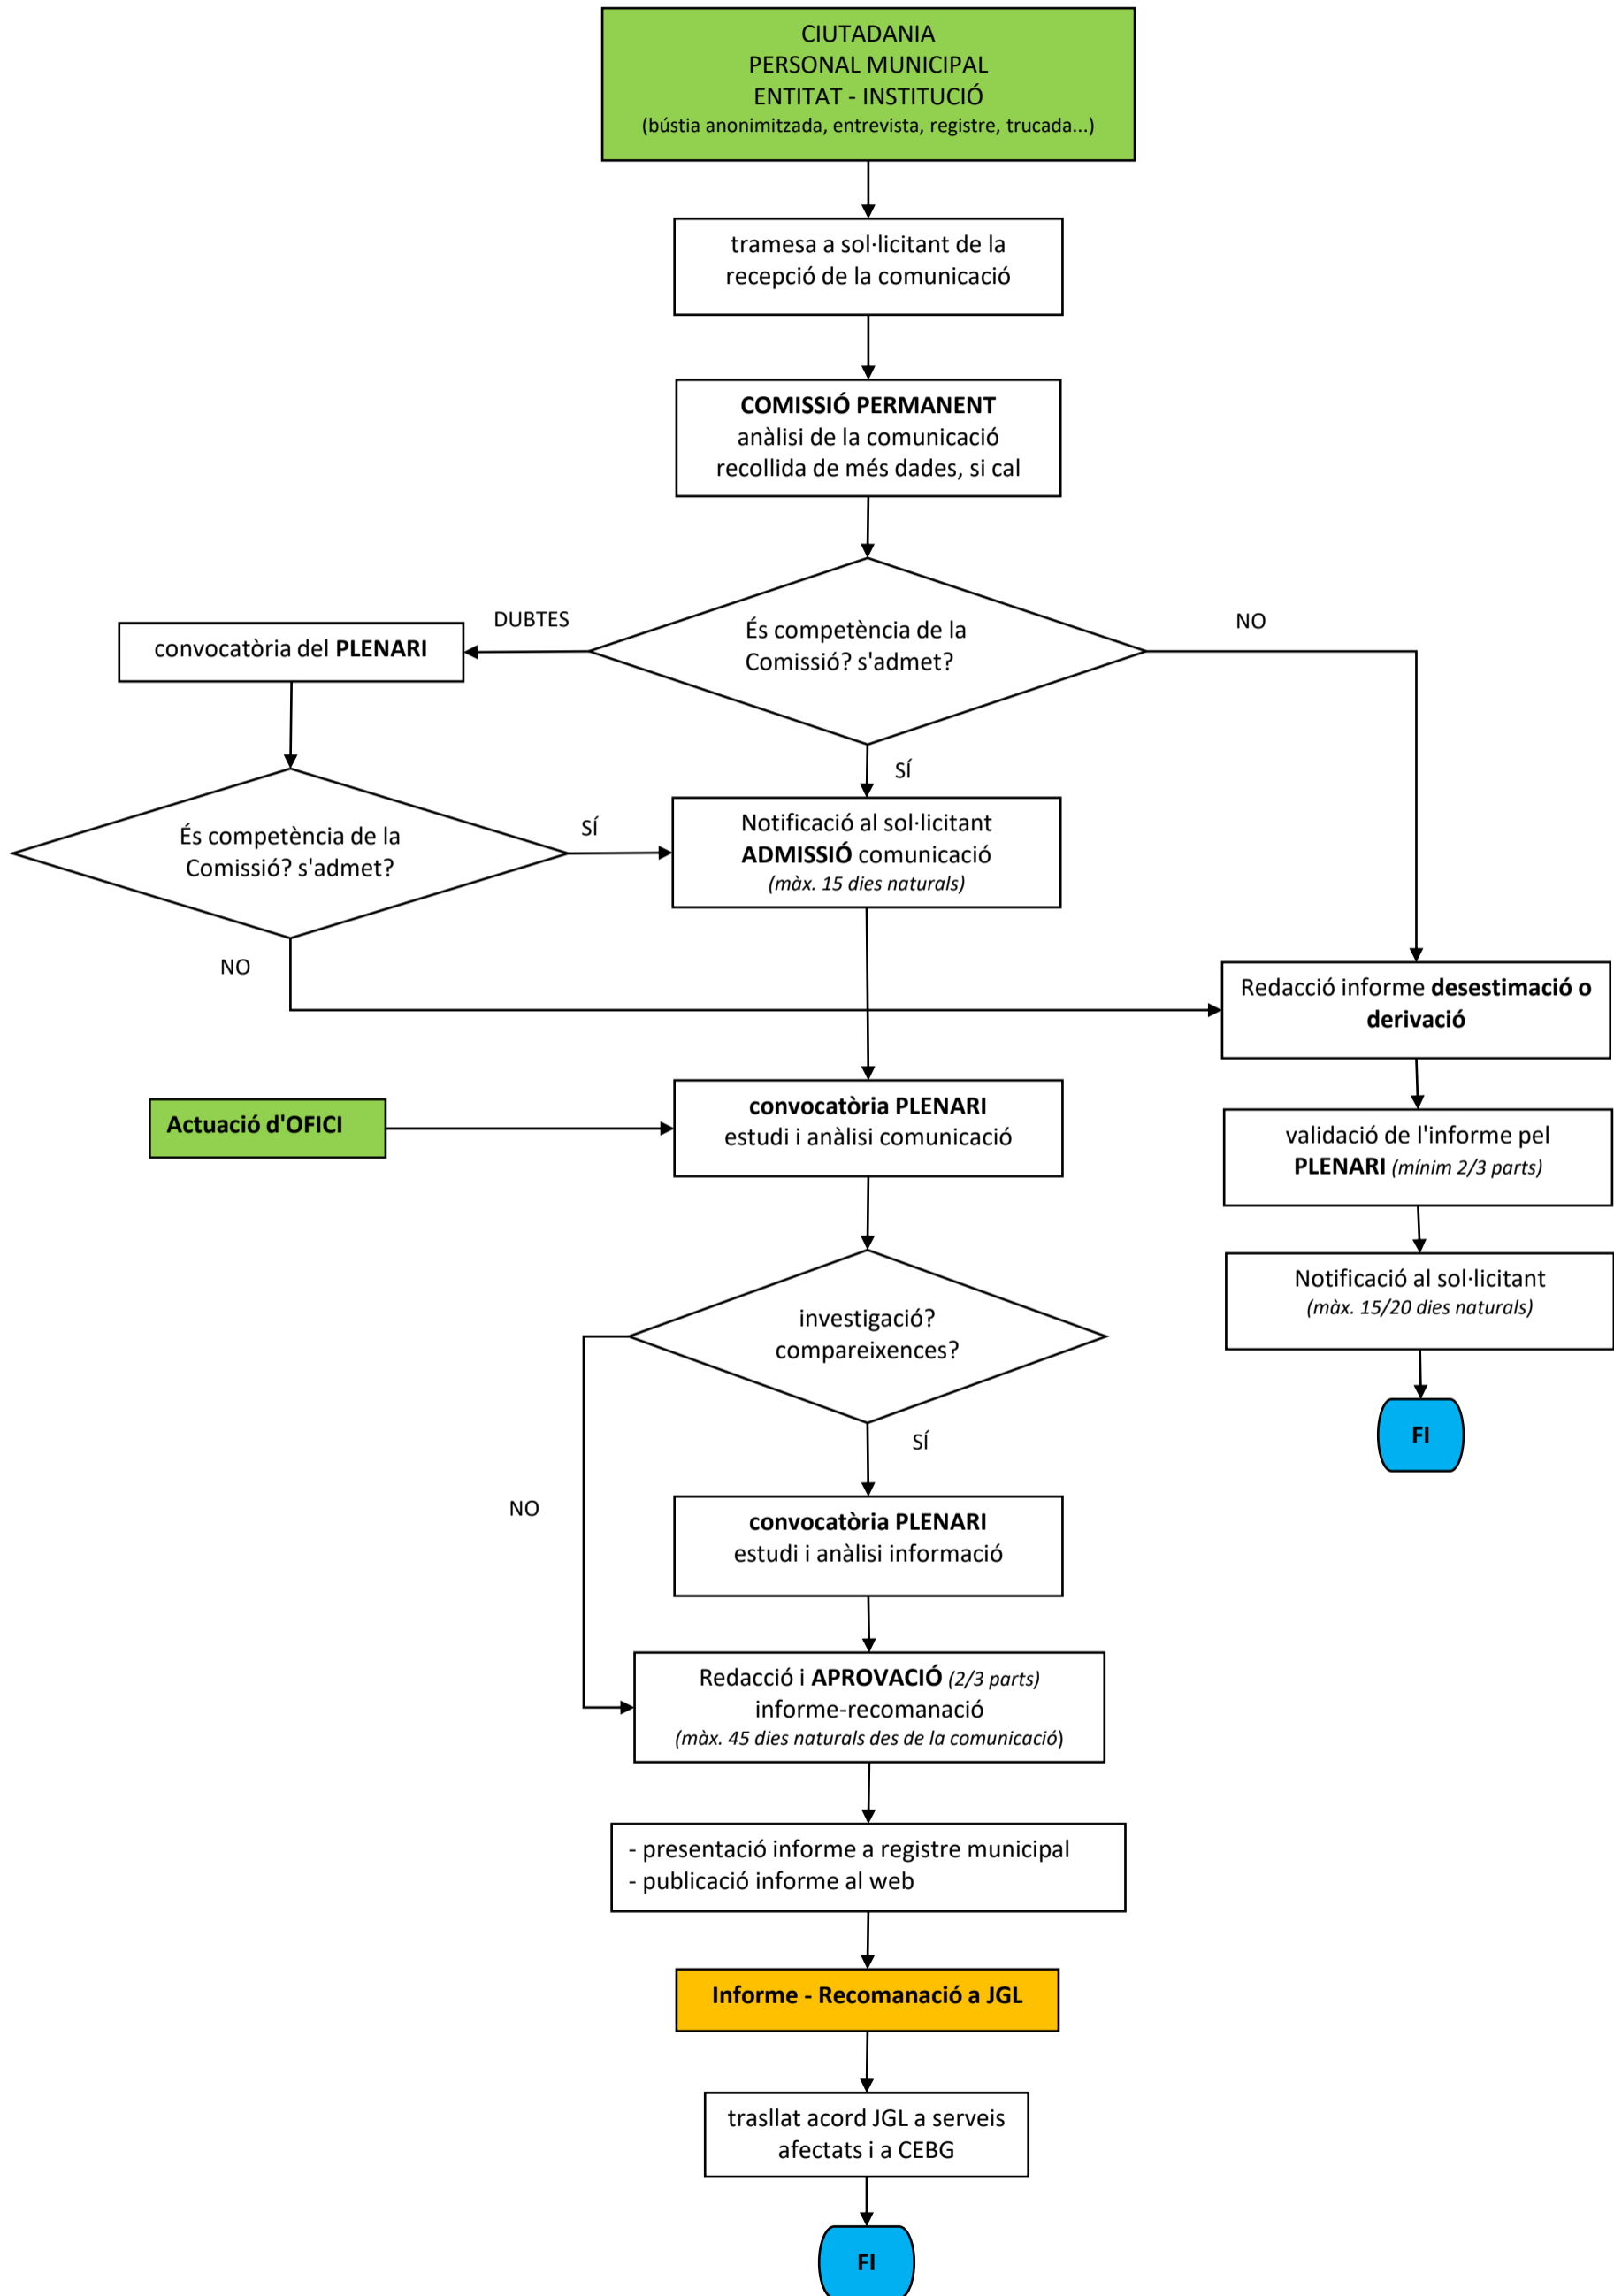 CIUTADANIA
PERSONAL MUNICIPAL
ENTITAT - INSTITUCIÓ
(bústia anonimitzada, entrevista, registre, trucada...)
tramesa a sol·licitant de la
recepció de la comunicació
COMISSIÓ PERMANENT
anàlisi de la comunicació
recollida de més dades, si cal
DUBTES
NO
És competència de la
Comissió? s'admet?
convocatòria del PLENARI
SÍ
És competència de la
Comissió? s'admet?
SÍ
Notificació al sol·licitant
ADMISSIÓ comunicació
(màx. 15 dies naturals)
NO
Redacció informe desestimació o
derivació
Actuació d'OFICI
convocatòria PLENARI
estudi i anàlisi comunicació
validació de l'informe pel
PLENARI (mínim 2/3 parts)
Notificació al sol·licitant
(màx. 15/20 dies naturals)
investigació?
compareixences?
FI
SÍ
NO
convocatòria PLENARI
estudi i anàlisi informació
Redacció i APROVACIÓ (2/3 parts)
informe-recomanació
(màx. 45 dies naturals des de la comunicació)
- presentació informe a registre municipal
- publicació informe al web
Informe - Recomanació a JGL
trasllat acord JGL a serveis
afectats i a CEBG
FI